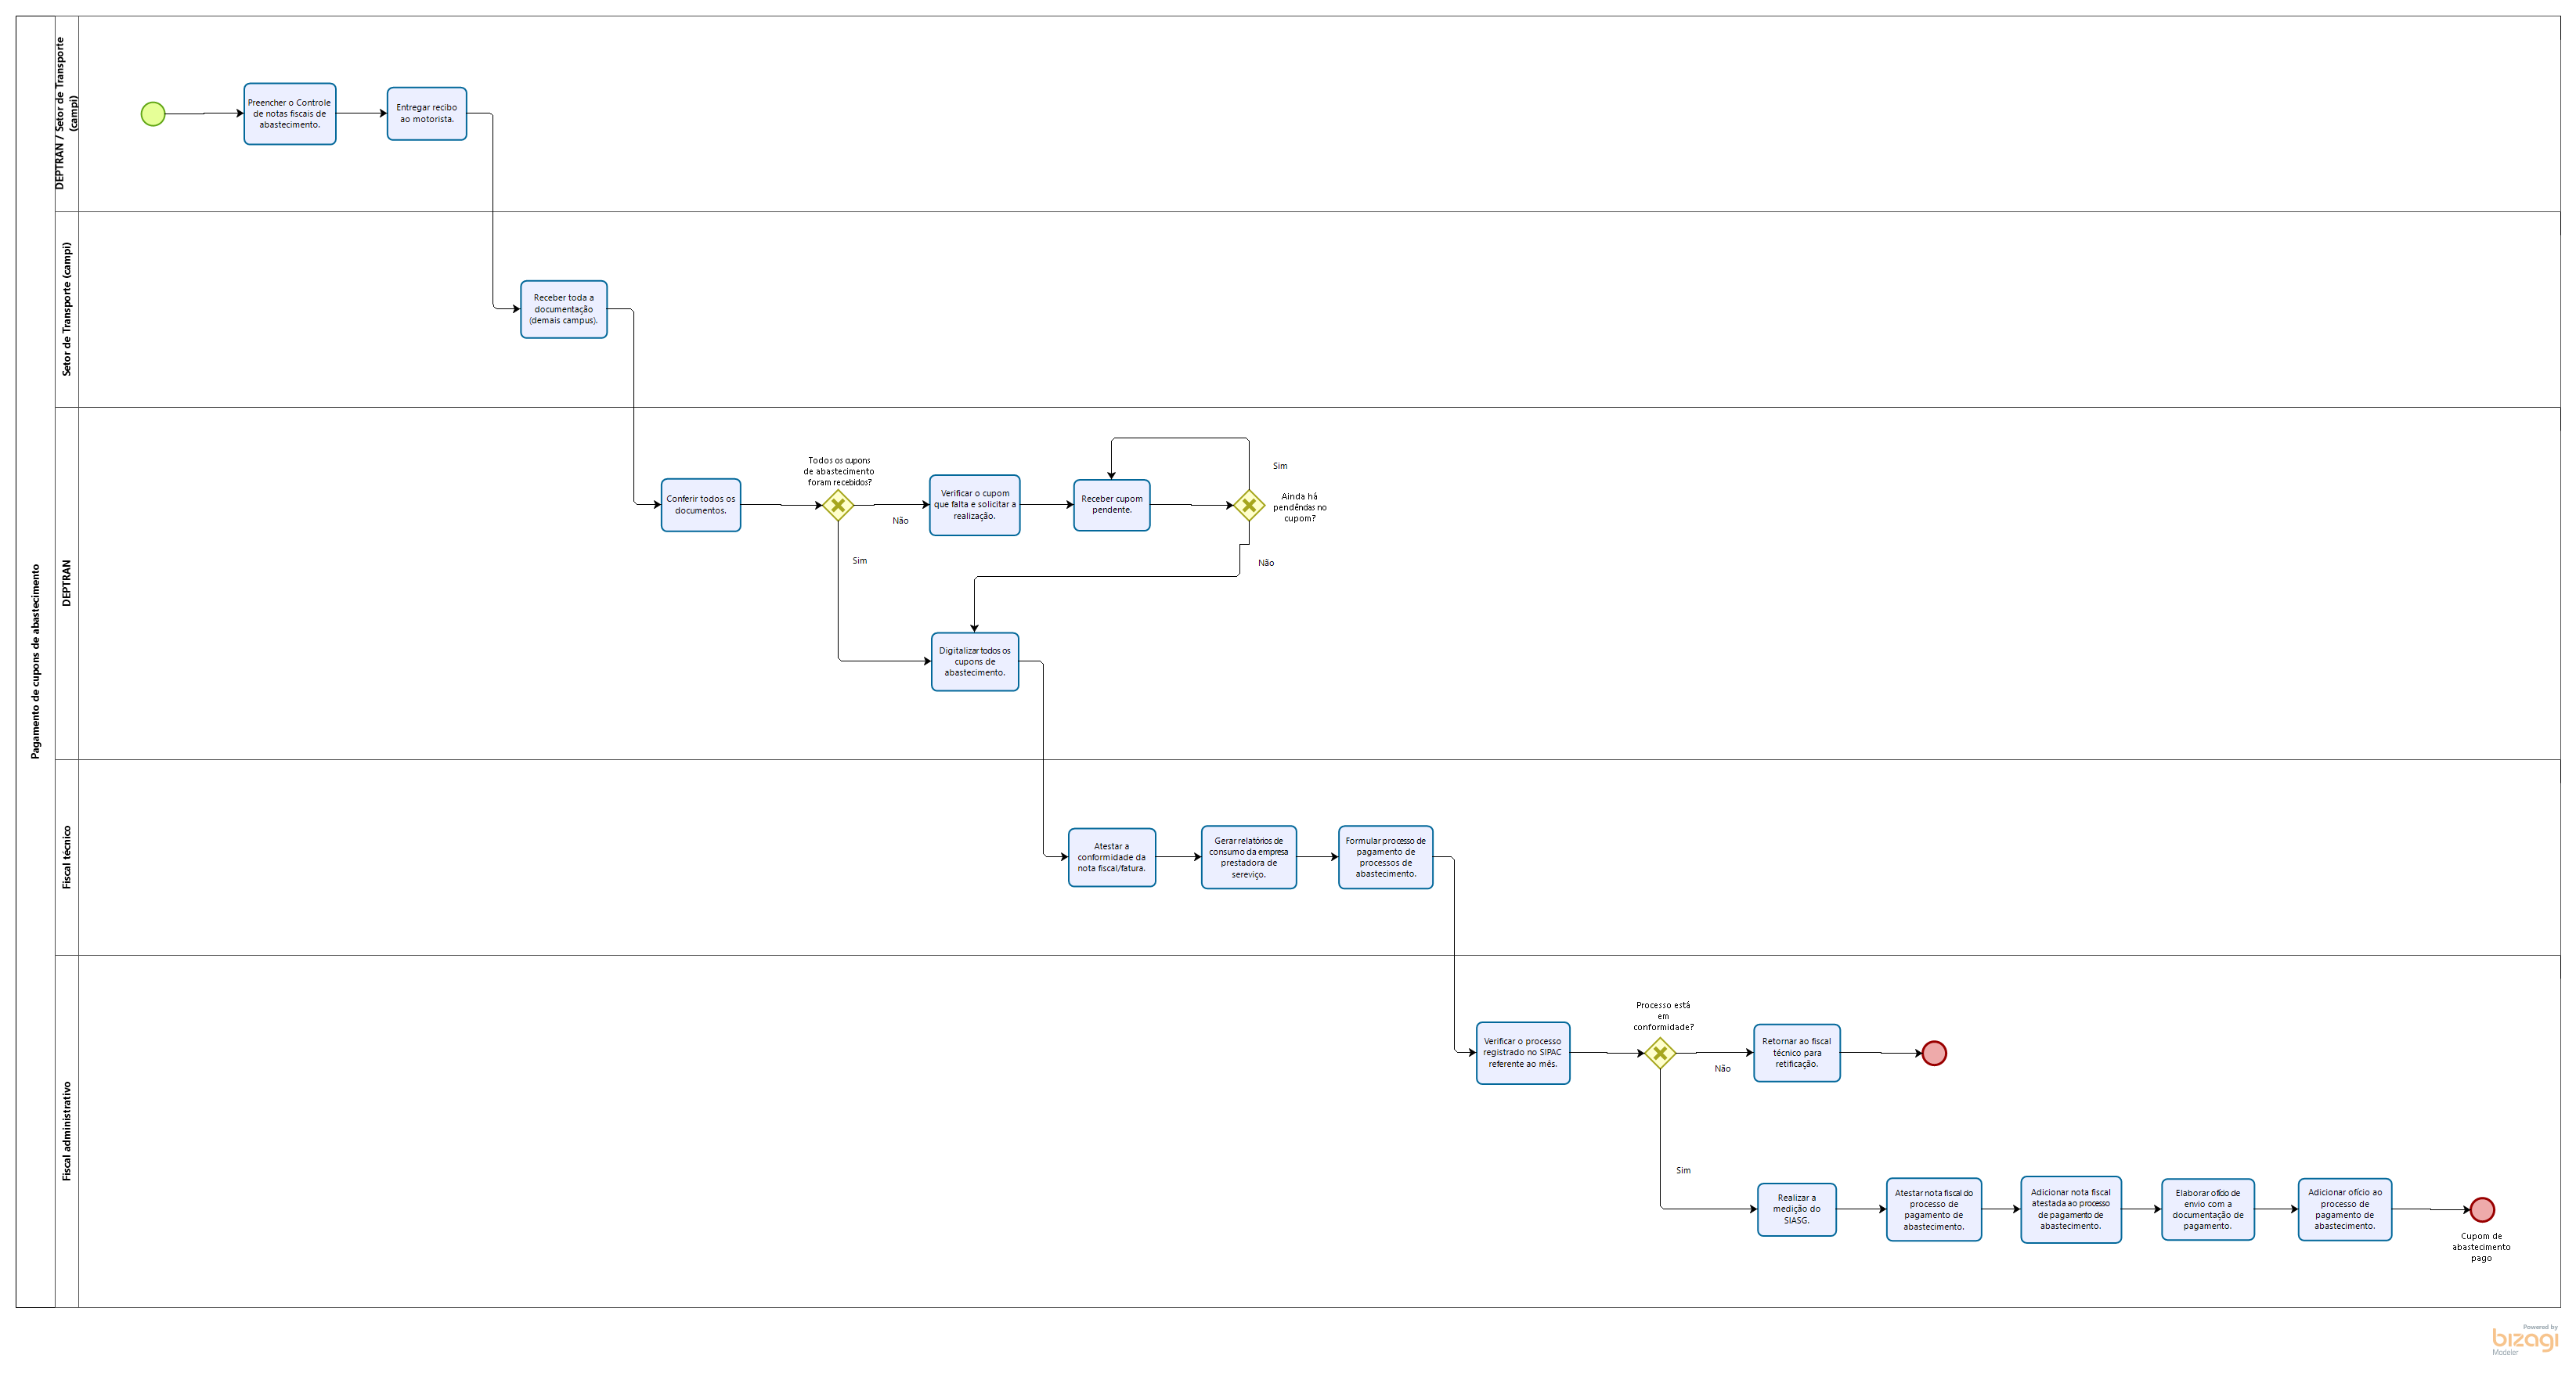 Pagamento de cupons de abastecimento
DEPTRAN / Setor de Transporte
(campi)
Preencher o Controle
de notas fiscais de
abastecimento.
Entregar recibo
ao motorista.
Setor de Transporte (campi)
Receber toda a
documentação
(demais campus).
DEPTRAN
Conferir todos os
documentos.
Todos os cupons
de abastecimento
foram recebidos?
Não
Sim
Verificar o cupom
que falta e solicitar a
realização.
Receber cupom
pendente.
Sim
Ainda há
pendêndas no
cupom?
Não
Digitalizar todos os
cupons de
abastecimento.
Fiscal técnico
Atestar a
conformidade da
nota fiscal/fatura.
Gerar relatórios de
consumo da empresa
prestadora de
sereviço.
Formular processo de
pagamento de
processos de
abastecimento.
Fiscal administrativo
Verificar o processo
registrado no SIPAC
referente ao mês.
Processo está
em
conformidade?
Não
Retornar ao fiscal
técnico para
retificação.
Sim
Realizar a
medição do
SIASG.
Atestar nota fiscal do
processo de
pagamento de
abastecimento.
Adicionar nota fiscal
atestada ao processo
de pagamento de
abastecimento.
Elaborar ofício de
envio com a
documentação de
pagamento.
Adicionar ofício ao
processo de
pagamento de
abastecimento.
Cupom de
abastecimento
pago
Powered by
bizagi
Modeler